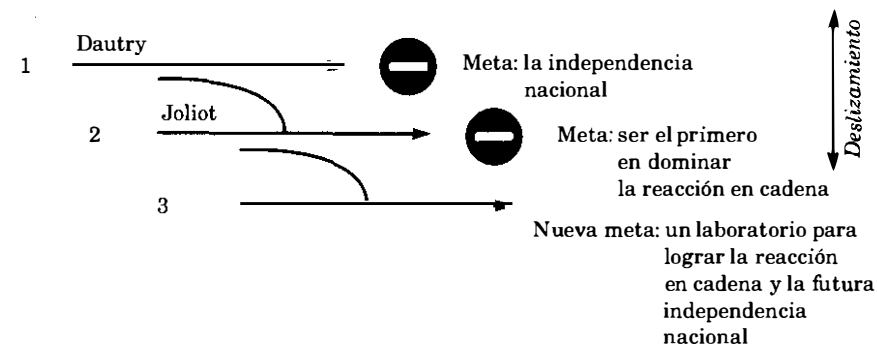 Dautry
1
Meta: la independencia
nacional
Joliot
2
Meta: ser el primero
en dominar
la reacción en cadena
3
Nueva meta: un laboratorio para
lograr la reacción
en cadena y la futura
independencia
nacional
Deslizamiento